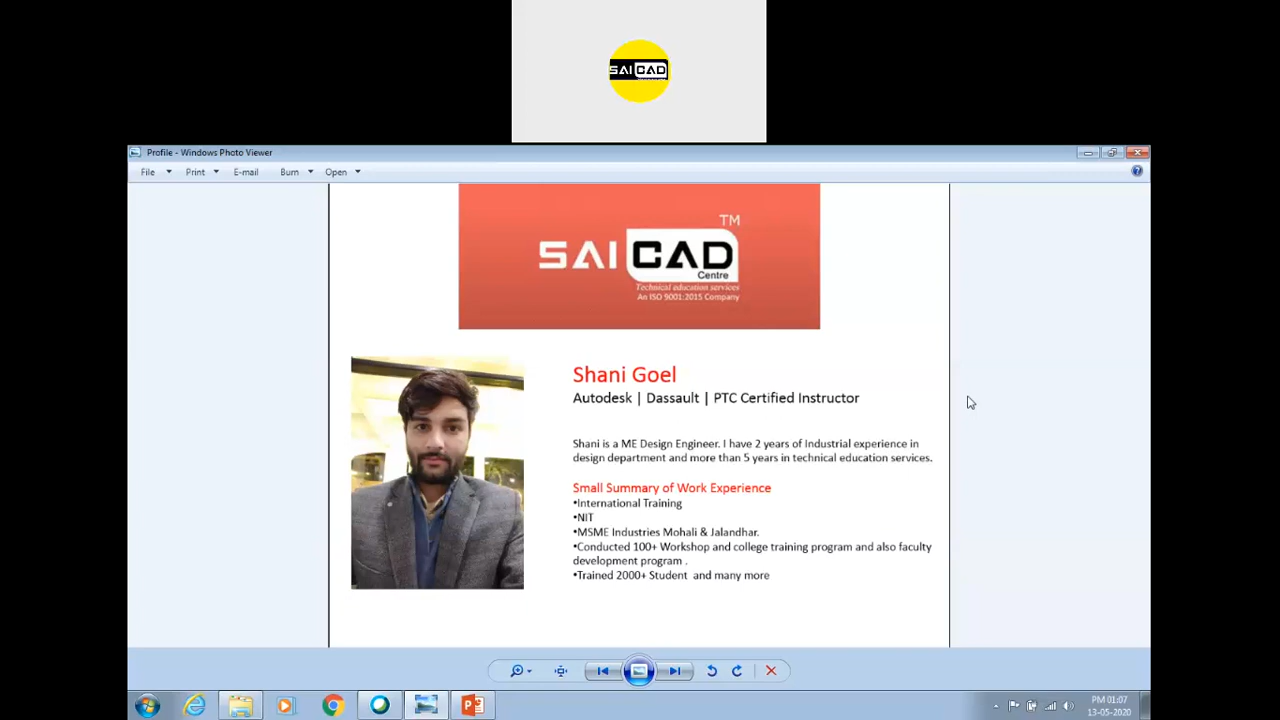 SAICAD
Profile - Windows Photo Viewer
File Print E-mail Burn Open
TM
SAICAD
Centre
Technical education services
An ISO 9001:2015 Company
Shani Goel
Autodesk | Dassault | PTC Certified Instructor
Shani is a ME Design Engineer. I have 2 years of Industrial experience in
design department and more than 5 years in technical education services.
Small Summary of Work Experience
•International Training
•NIT
•MSME Industries Mohali & Jalandhar.
•Conducted 100+ Workshop and college training program and also faculty
development program .
•Trained 2000+ Student and many more
PM 01:07
13-05-2020